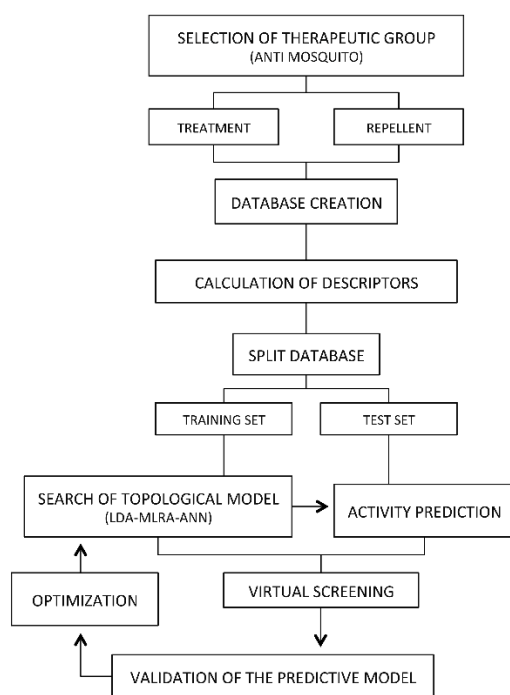 SELECTION OF THERAPEUTIC GROUP
(ANTI MOSQUITO)
TREATMENT
REPELLENT
DATABASE CREATION
CALCULATION OF DESCRIPTORS
SPLIT DATABASE
TRAINING SET
TEST SET
SEARCH OF TOPOLOGICAL MODEL
(LDA-MLRA-ANN)
ACTIVITY PREDICTION
OPTIMIZATION
VIRTUAL SCREENING
VALIDATION OF THE PREDICTIVE MODEL